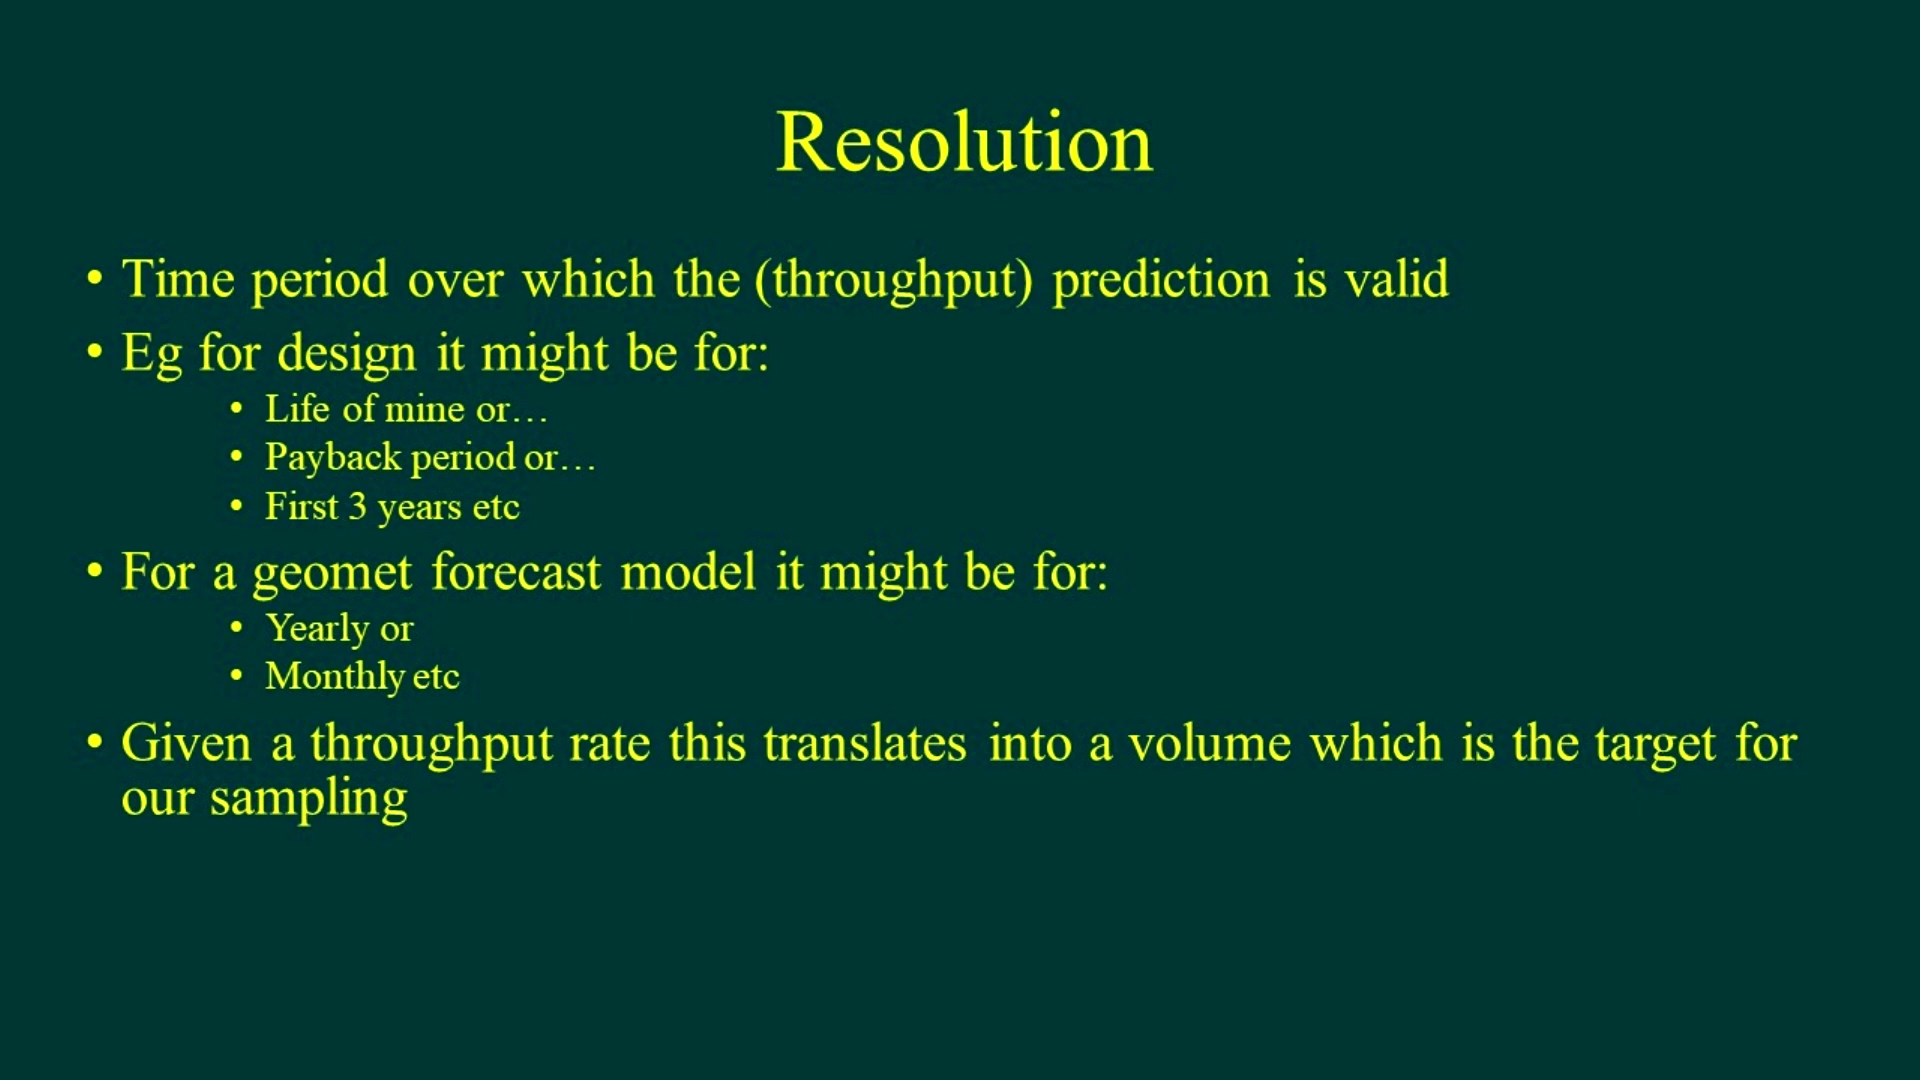 Resolution
• Time period over which the (throughput) prediction is valid
• Eg for design it might be for:
• Life of mine or…
• Payback period or…
• First 3 years etc
• For a geomet forecast model it might be for:
• Yearly or
• Monthly etc
• Given a throughput rate this translates into a volume which is the target for
our sampling